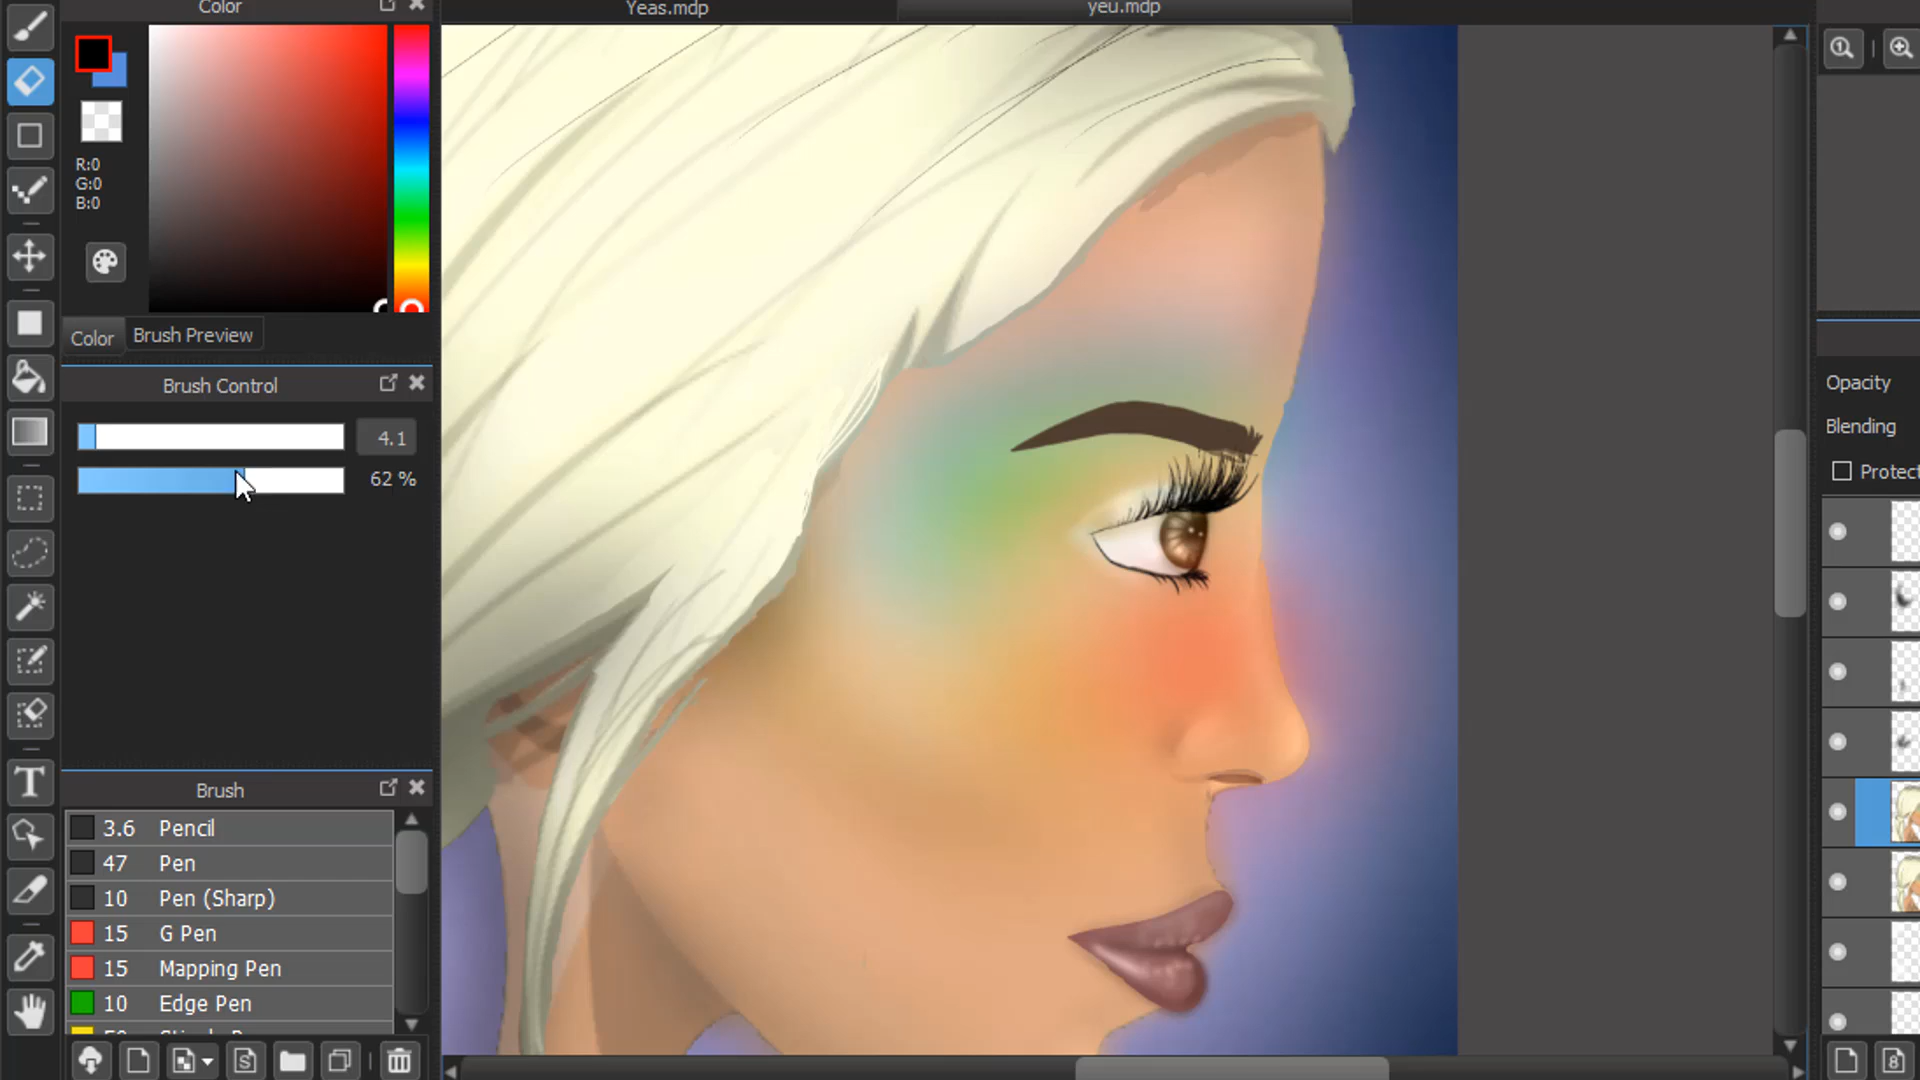 Color
Yeas.mdp
yeu.mdp
R:0
G:0
B:0
Color
Brush Preview
Brush Control
4.1
62 %
Opacity
Blending
Protect
Brush
3.6 Pencil
47 Pen
10 Pen (Sharp)
15 G Pen
15 Mapping Pen
10 Edge Pen